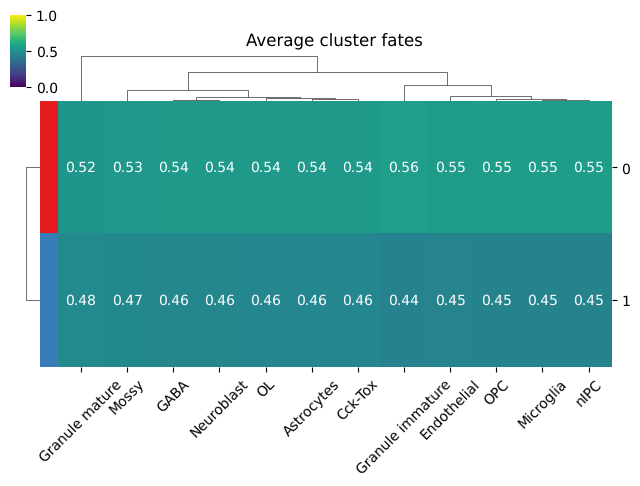 1.0
0.5
0.0
Average cluster fates
0.52 0.53 0.54 0.54 0.54 0.54 0.54 0.56 0.55 0.55 0.55 0.55 0
0.48 0.47 0.46 0.46 0.46 0.46 0.46 0.44 0.45 0.45 0.45 0.45 1
Granule mature
Mossy
GABA
Neuroblast
OL
Astrocytes
Cck-Tox
Granule immature
Endothelial
OPC
Microglia
nIPC